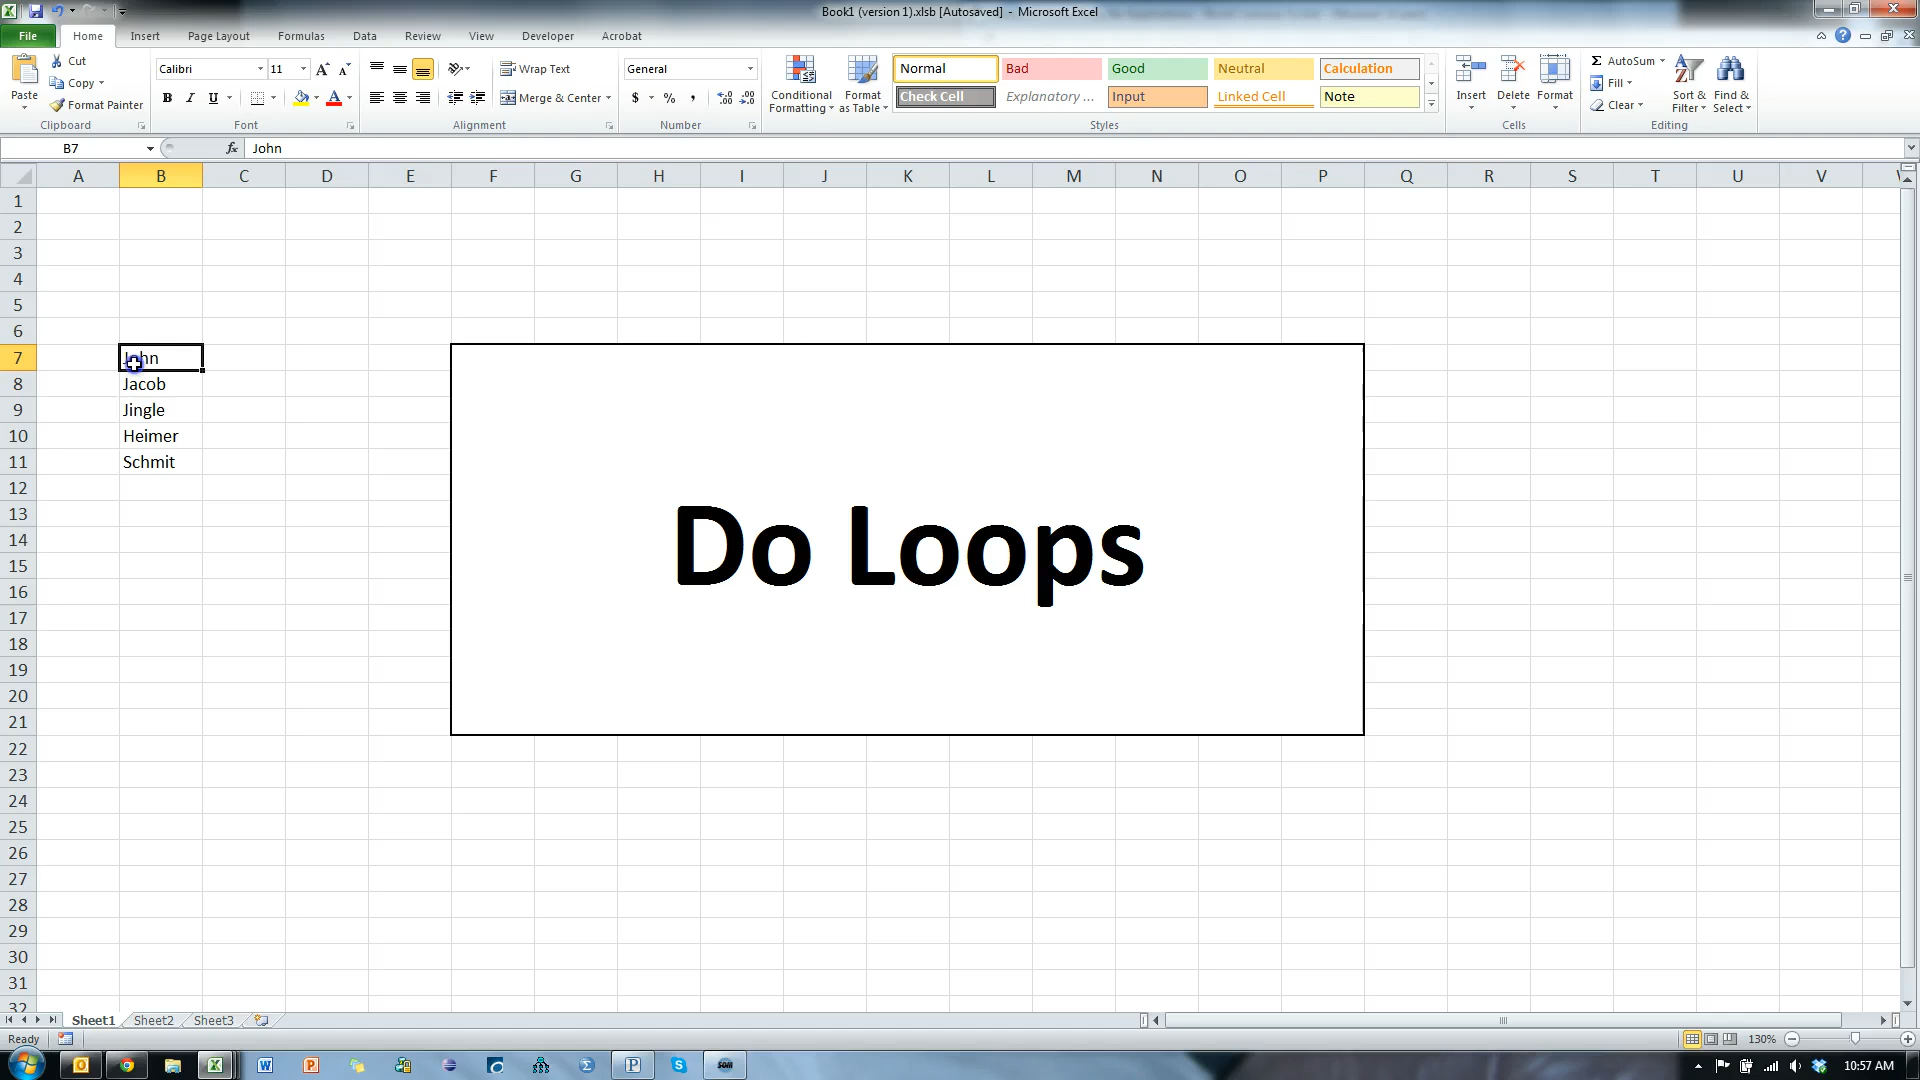 Book1 (version 1).xlsb [Autosaved] - Microsoft Excel
File Home Insert Page Layout Formulas Data Review View Developer Acrobat
Paste
Cut
Copy
Format Painter
Clipboard
Calibri 11
B I U
Font
Wrap Text
Merge & Center
Alignment
General
$ % ,
Number
Conditional Formatting
Format as Table
Normal Bad Good Neutral Calculation
Check Cell Explanatory ... Input Linked Cell Note
Styles
Insert Delete Format
Cells
Σ AutoSum
Fill
Clear
Sort & Filter
Find & Select
Editing
B7 fx John
A B C D E F G H I J K L M N O P Q R S T U V
1
2
3
4
5
6
7 John
8 Jacob
9 Jingle
10 Heimer
11 Schmit
12
13
14
15
16
17
18
19
20
21
22
23
24
25
26
27
28
29
30
31
32
Do Loops
Sheet1 Sheet2 Sheet3
Ready
130%
10:57 AM